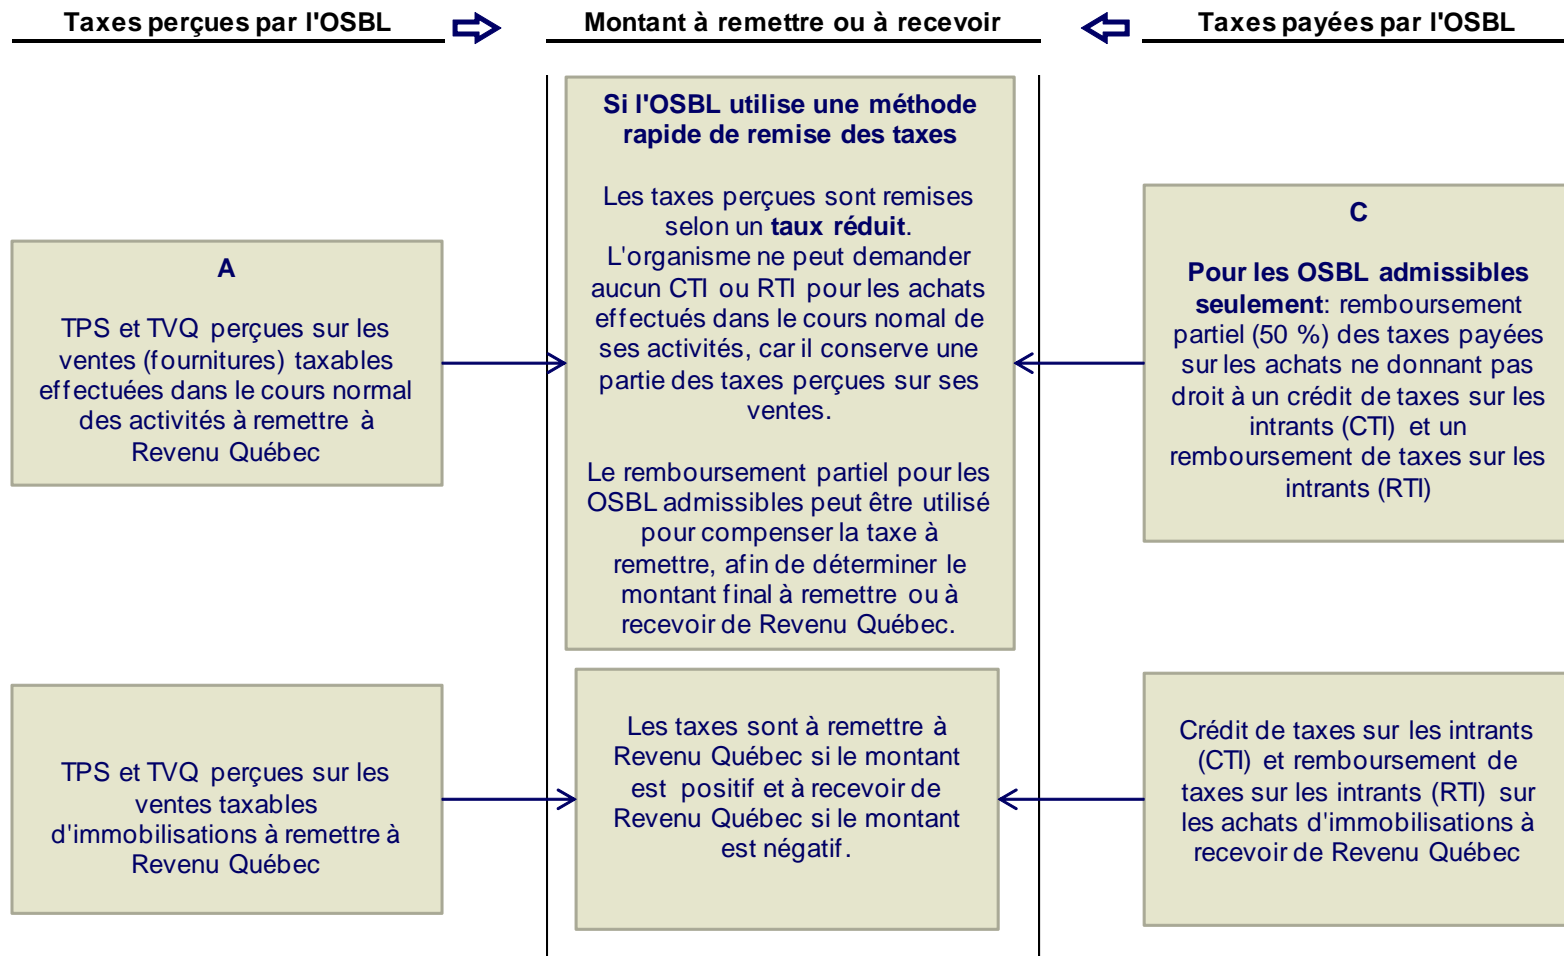 Taxes perçues par l'OSBL
Montant à remettre ou à recevoir
Taxes payées par l'OSBL
A
TPS et TVQ perçues sur les
ventes (fournitures) taxables
effectuées dans le cours normal
des activités à remettre à
Revenu Québec
Si l'OSBL utilise une méthode
rapide de remise des taxes
Les taxes perçues sont remises
selon un taux réduit.
L'organisme ne peut demander
aucun CTI ou RTI pour les achats
effectués dans le cours nomal de
ses activités, car il conserve une
partie des taxes perçues sur ses
ventes.
Le remboursement partiel pour les
OSBL admissibles peut être utilisé
pour compenser la taxe à
remettre, afin de déterminer le
montant final à remettre ou à
recevoir de Revenu Québec.
C
Pour les OSBL admissibles
seulement: remboursement
partiel (50 %) des taxes payées
sur les achats ne donnant pas
droit à un crédit de taxes sur les
intrants (CTI) et un
remboursement de taxes sur les
intrants (RTI)
TPS et TVQ perçues sur les
ventes taxables
d'immobilisations à remettre à
Revenu Québec
Les taxes sont à remettre à
Revenu Québec si le montant
est positif et à recevoir de
Revenu Québec si le montant
est négatif.
Crédit de taxes sur les intrants
(CTI) et remboursement de
taxes sur les intrants (RTI) sur
les achats d'immobilisations à
recevoir de Revenu Québec